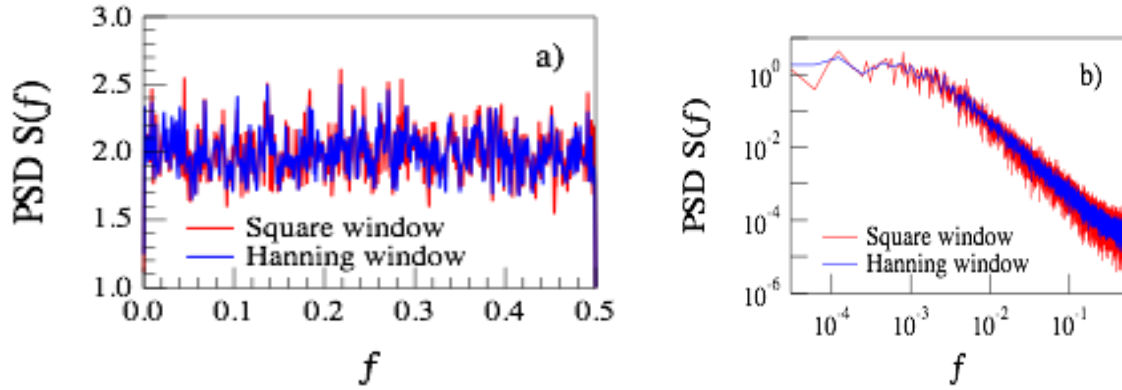 PSD S(f)
3.0
2.5
2.0
1.5
1.0
a)
Square window
Hanning window
0.0 0.1 0.2 0.3 0.4 0.5
f
PSD S(f)
10^0
10^-2
10^-4
10^-6
b)
Square window
Hanning window
10^-4 10^-3 10^-2 10^-1
f